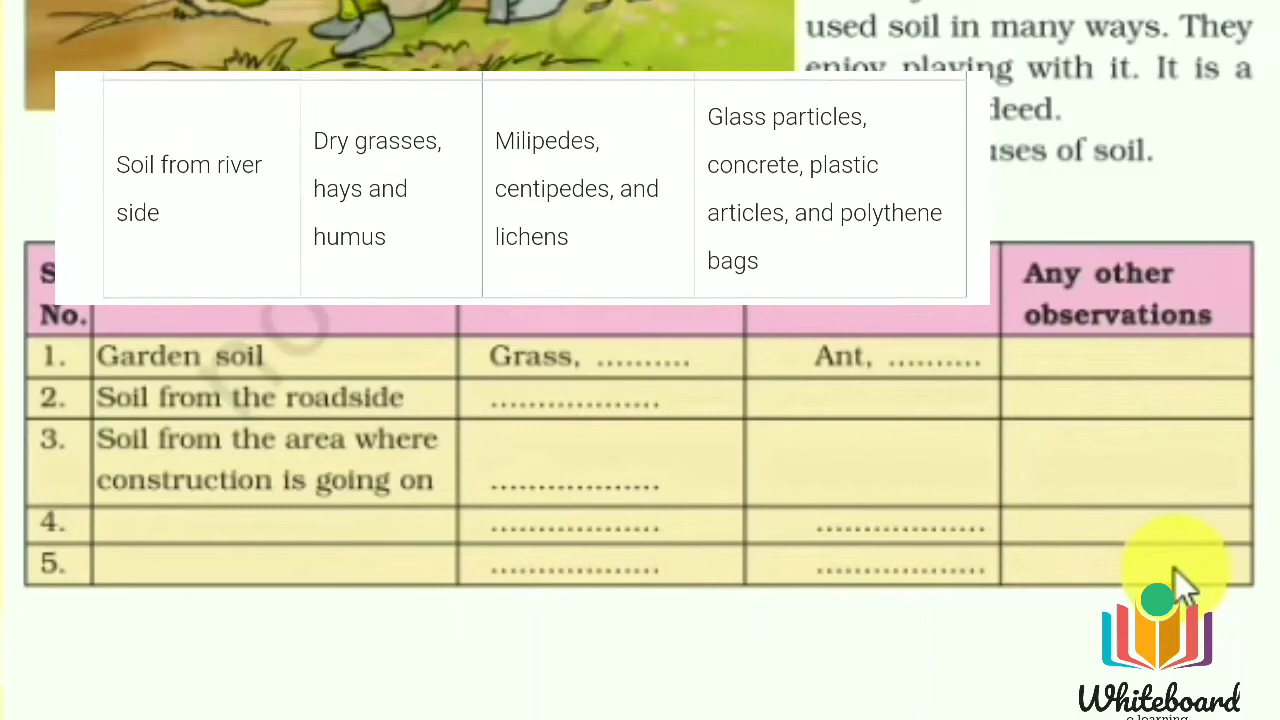 used soil in many ways. They
enjoy playing with it. It is a
deed.
uses of soil.
Soil from river
side
Dry grasses,
hays and
humus
Milipedes,
centipedes, and
lichens
Glass particles,
concrete, plastic
articles, and polythene
bags
S
No.
Any other
observations
1. Garden soil Grass, .......... Ant, ..........
2. Soil from the roadside ..................
3. Soil from the area where
construction is going on ..................
4. .................. ..................
5. .................. ..................
Whiteboard
e learning